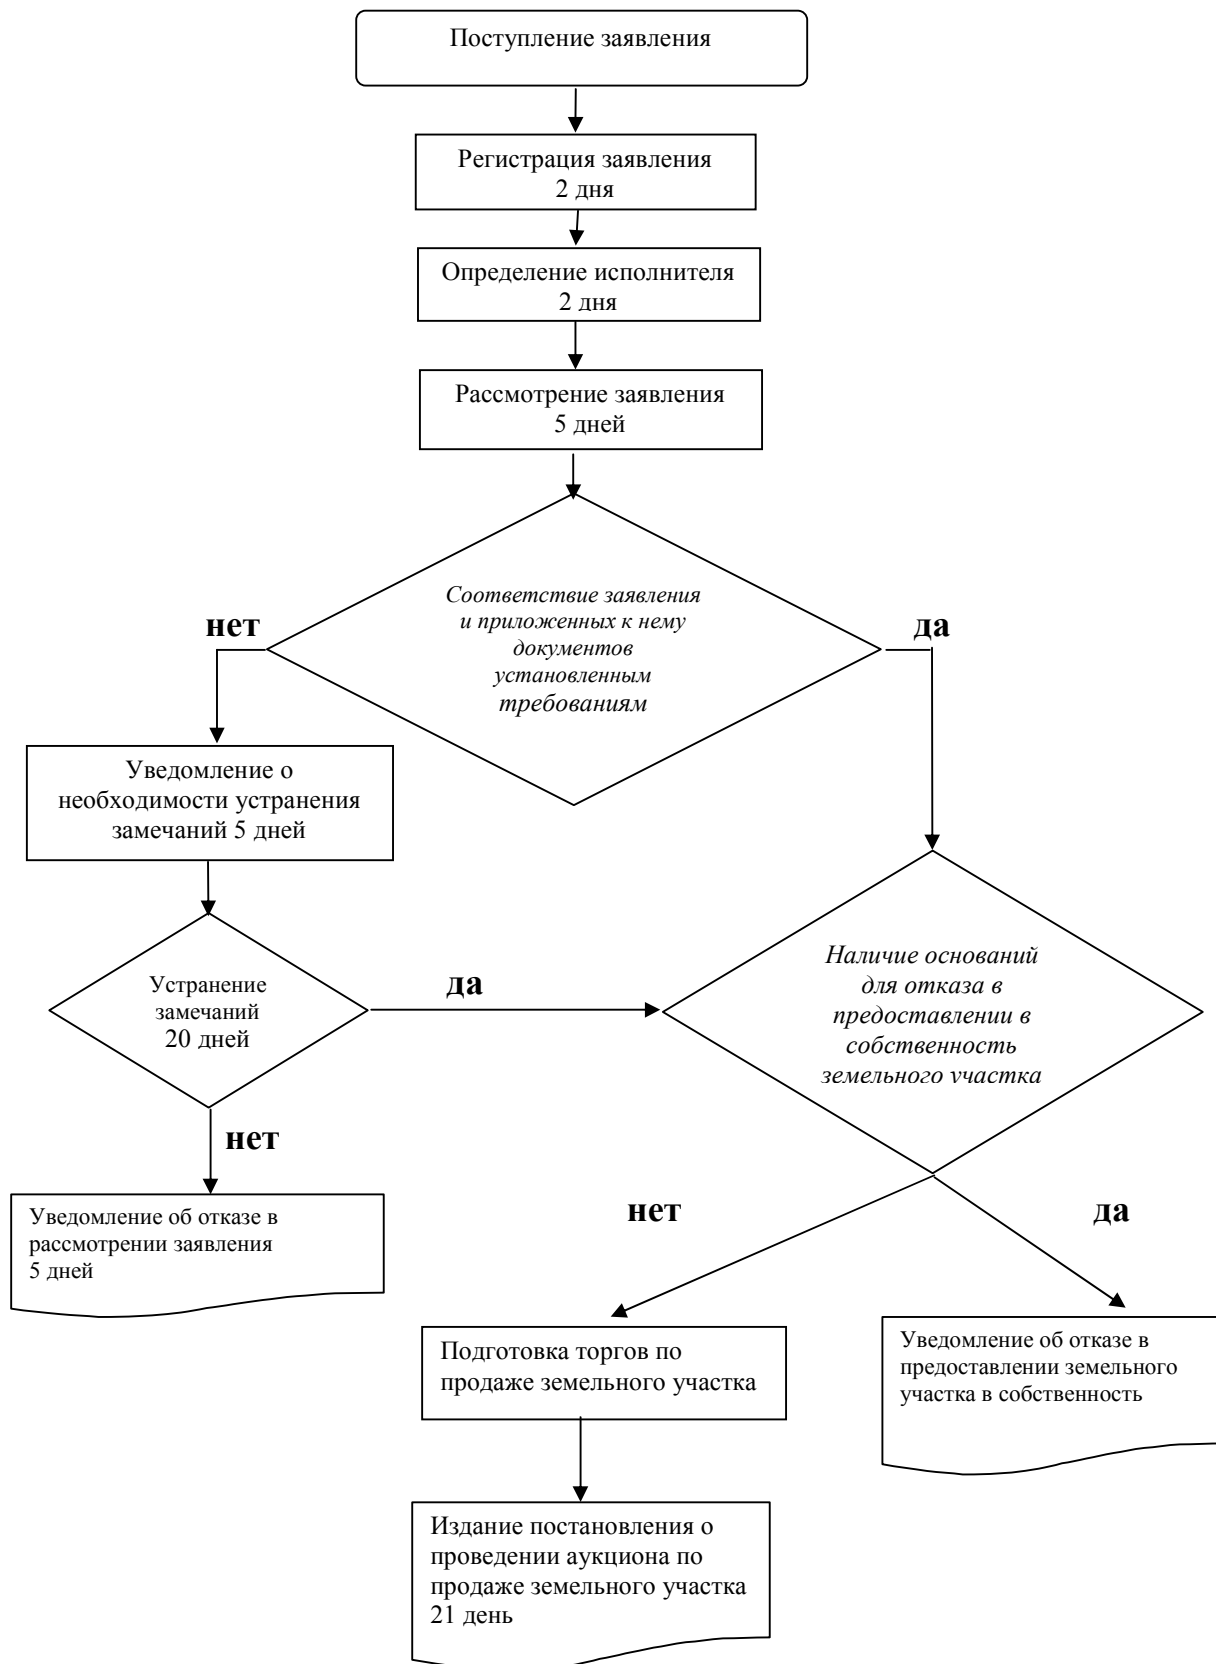 Поступление заявления
Регистрация заявления
2 дня
Определение исполнителя
2 дня
Рассмотрение заявления
5 дней
Соответствие заявления
и приложенных к нему
документов
установленным
требованиям
нет
да
Уведомление о
необходимости устранения
замечаний 5 дней
Устранение
замечаний
20 дней
да
Наличие оснований
для отказа в
предоставлении в
собственность
земельного участка
нет
Уведомление об отказе в
рассмотрении заявления
5 дней
нет
да
Подготовка торгов по
продаже земельного участка
Уведомление об отказе в
предоставлении земельного
участка в собственность
Издание постановления о
проведении аукциона по
продаже земельного участка
21 день